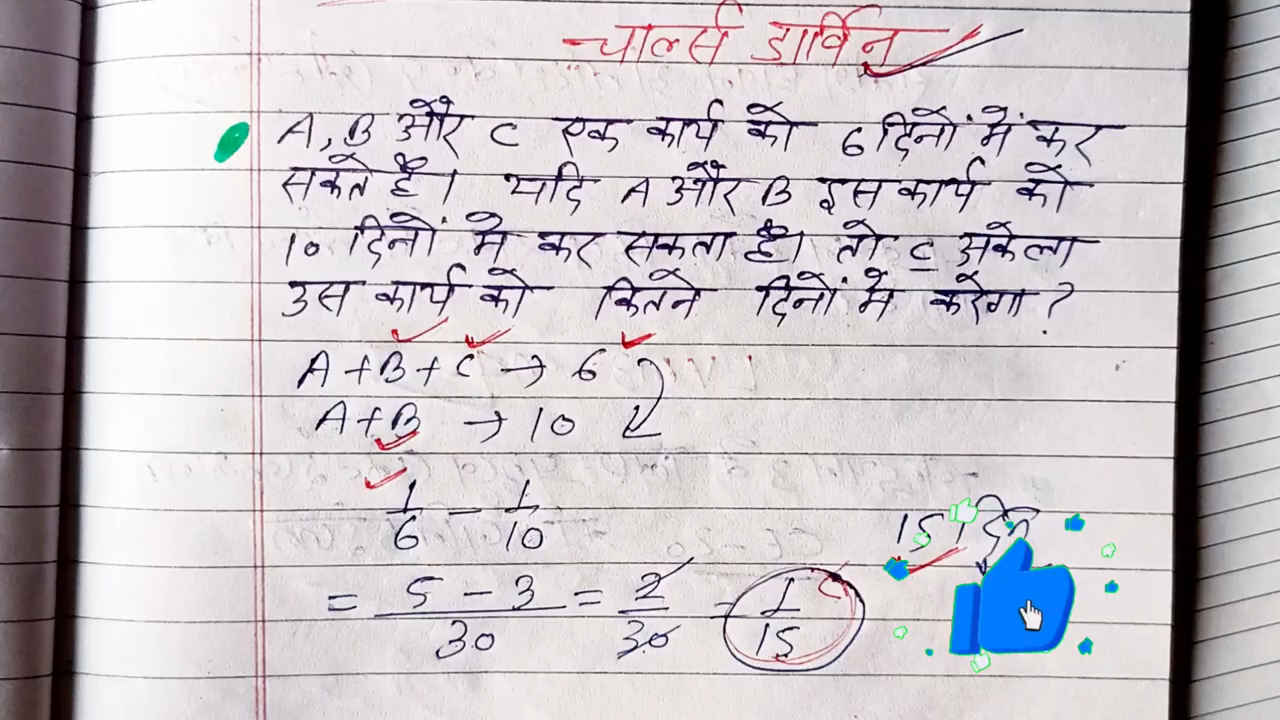 चार्ल्स डार्विन
A, B और C एक कार्य को 6 दिनों में कर
सकते है। यदि A और B इस कार्य को
10 दिनों में कर सकता है। तो C अकेला
उस कार्य को कितने दिनों में करेगा?
A + B + C → 6
A + B → 10
1/6 - 1/10
15 दिन
= 5 - 3 / 30 = 2/30 = 1/15